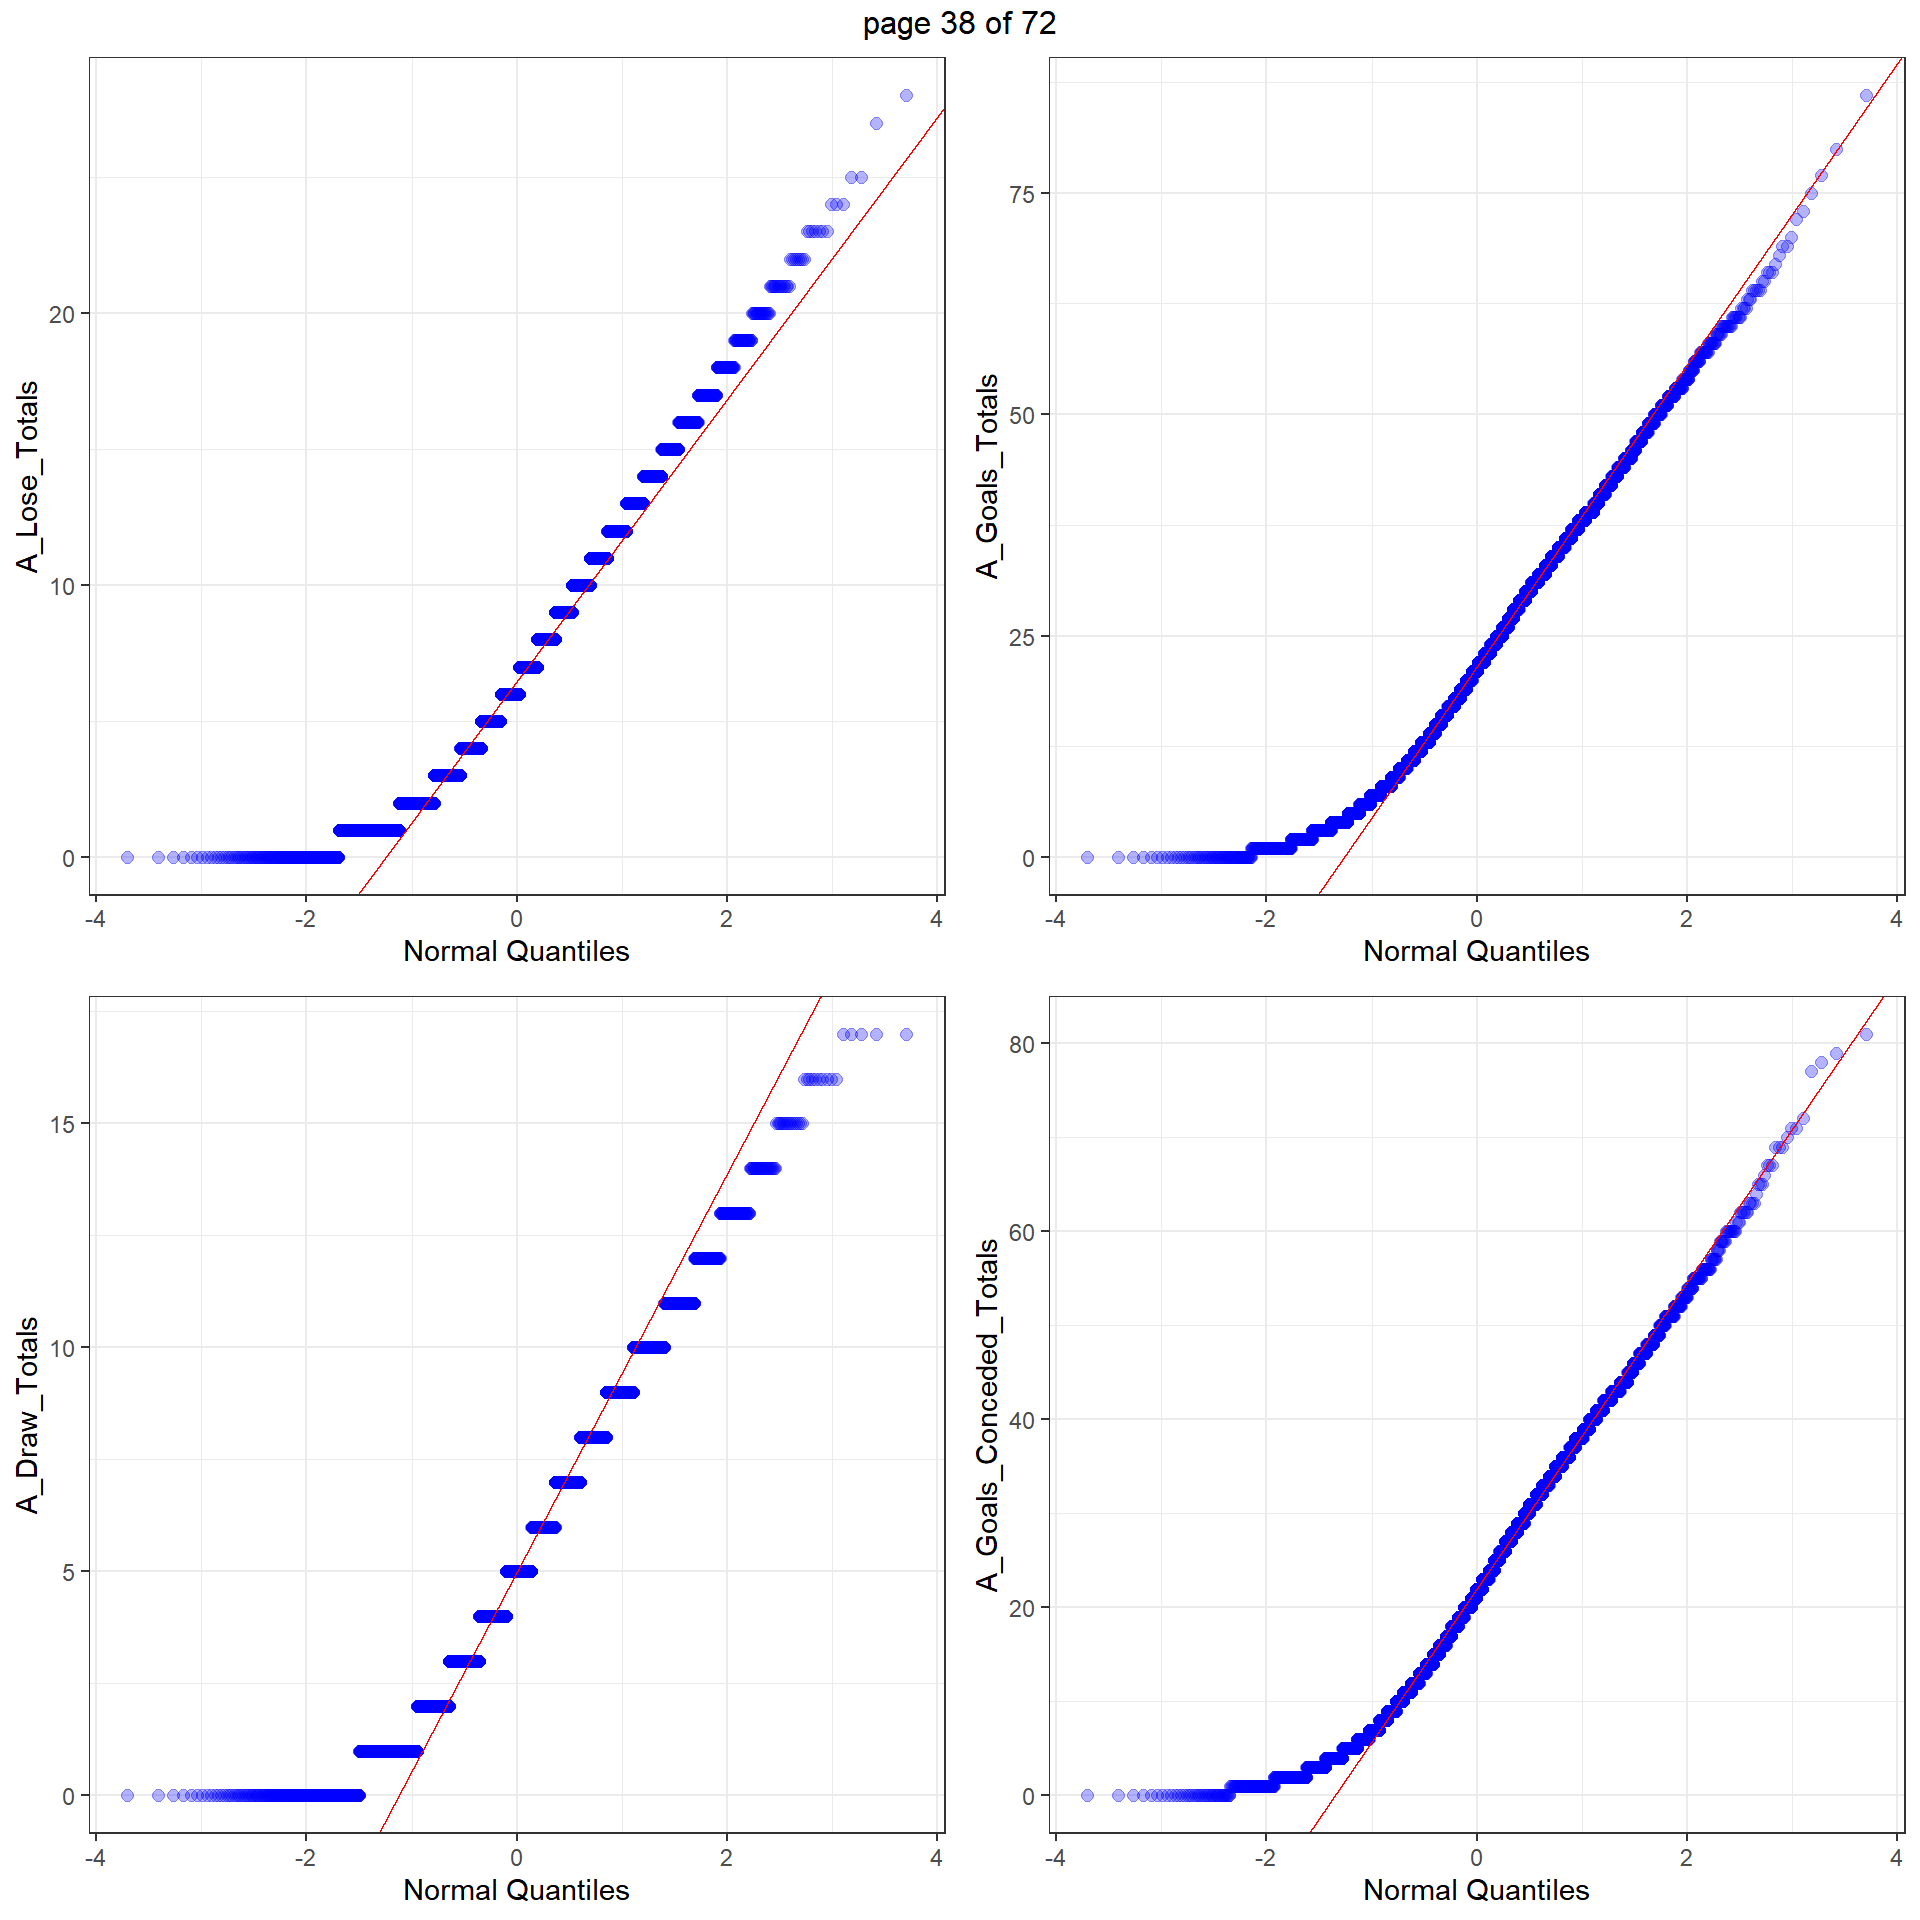 page 38 of 72
A_Lose_Totals
20
10
0
-4 -2 0 2 4
Normal Quantiles
A_Goals_Totals
75
50
25
0
-4 -2 0 2 4
Normal Quantiles
A_Draw_Totals
15
10
5
0
-4 -2 0 2 4
Normal Quantiles
A_Goals_Conceded_Totals
80
60
40
20
0
-4 -2 0 2 4
Normal Quantiles